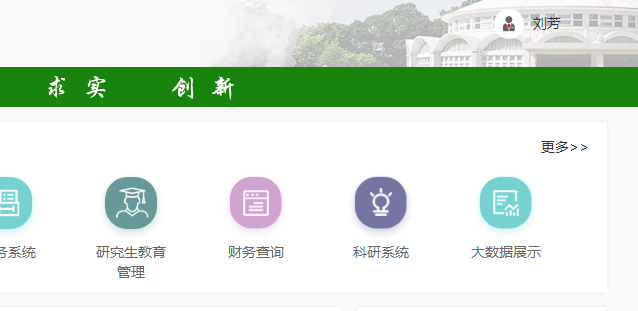 刘芳
求实 创新
更多>>
务系统
研究生教育
管理
财务查询
科研系统
大数据展示